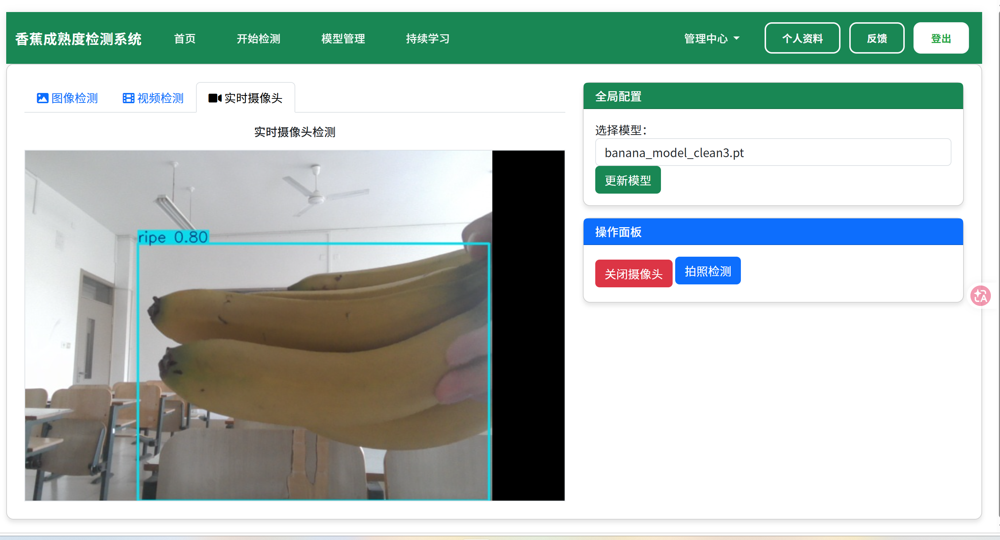 香蕉成熟度检测系统 首页 开始检测 模型管理 持续学习 管理中心 个人资料 反馈 登出
图像检测 视频检测 实时摄像头
实时摄像头检测
ripe 0.80
全局配置
选择模型：
banana_model_clean3.pt
更新模型
操作面板
关闭摄像头 拍照检测